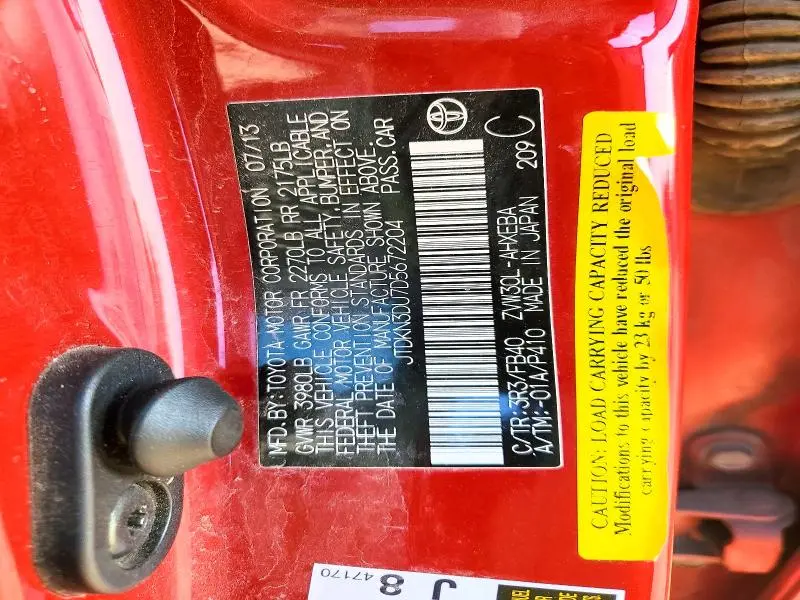 MFD. BY: TOYOTA MOTOR CORPORATION 07/13
GVWR 3980LB GAWR FR 2270LB RR 2175LB
THIS VEHICLE CONFORMS TO ALL APPLICABLE
FEDERAL MOTOR VEHICLE SAFETY, BUMPER, AND
THEFT PREVENTION STANDARDS IN EFFECT ON
THE DATE OF MANUFACTURE SHOWN ABOVE.
JTDKN3DU7D5672204 PASS. CAR
C/TR: 3R3/FB40 ZVW30L-AHXEBA
A/TM: -01A/P410 MADE IN JAPAN 209 C
CAUTION: LOAD CARRYING CAPACITY REDUCED
Modifications to this vehicle have reduced the original load
carrying capacity by 23 kg or 50 lbs
47170
J 8